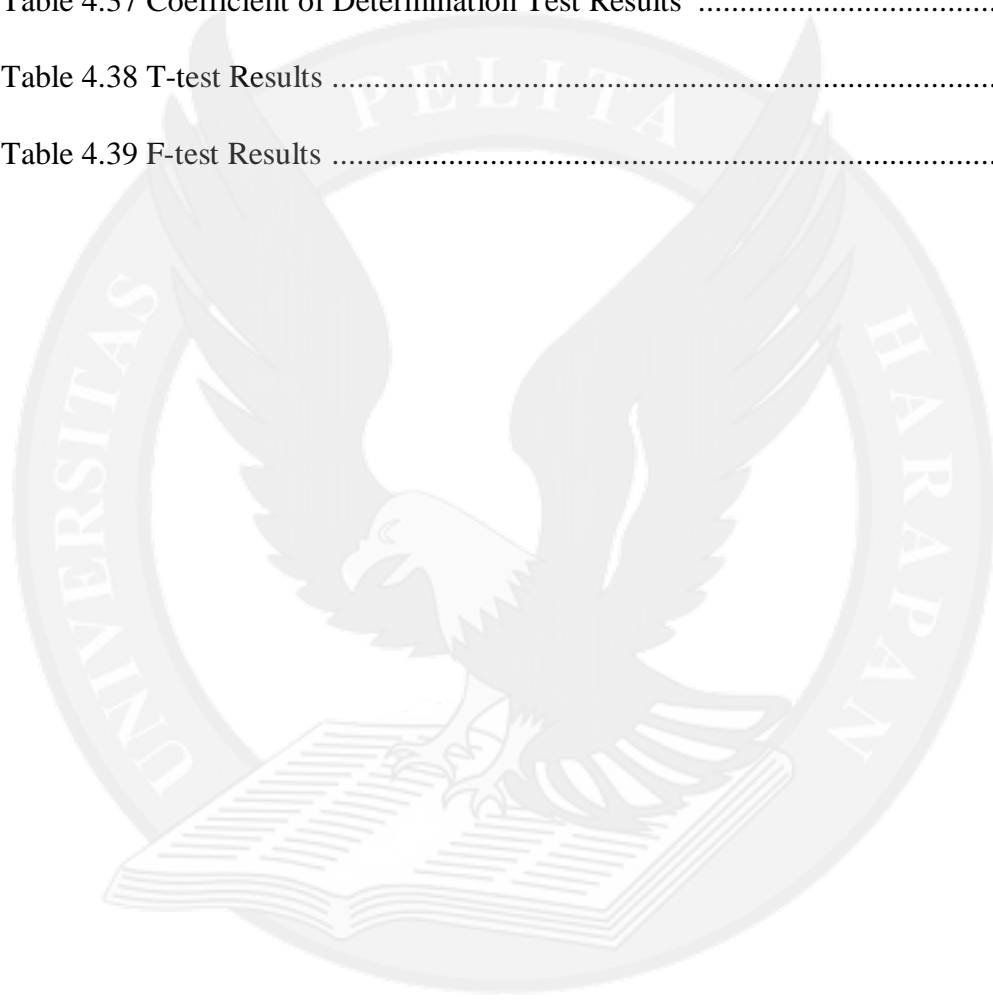 Table 4.37 Coefficient of Determination Test Results ....................................
Table 4.38 T-test Results ...................................................................................
Table 4.39 F-test Results ...................................................................................
UNIVERSITAS PELITA HARAPAN